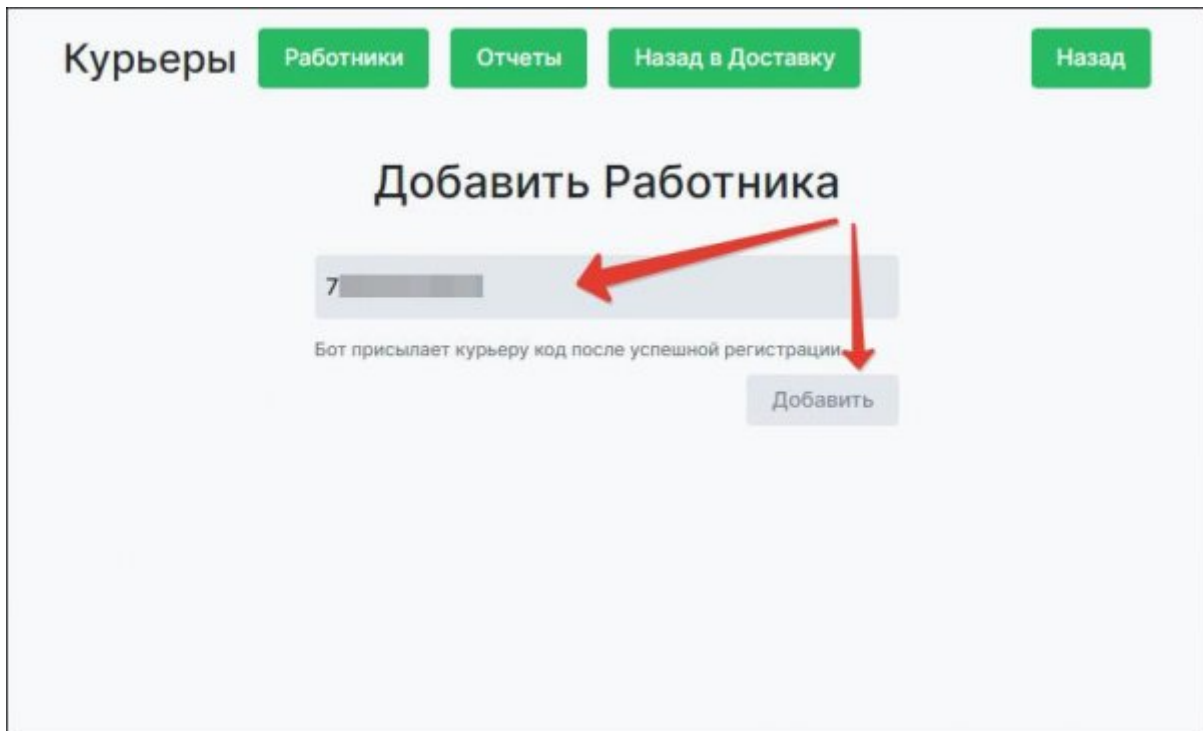 Курьеры Работники Отчеты Назад в Доставку Назад
Добавить Работника
7
Бот присылает курьеру код после успешной регистрации
Добавить